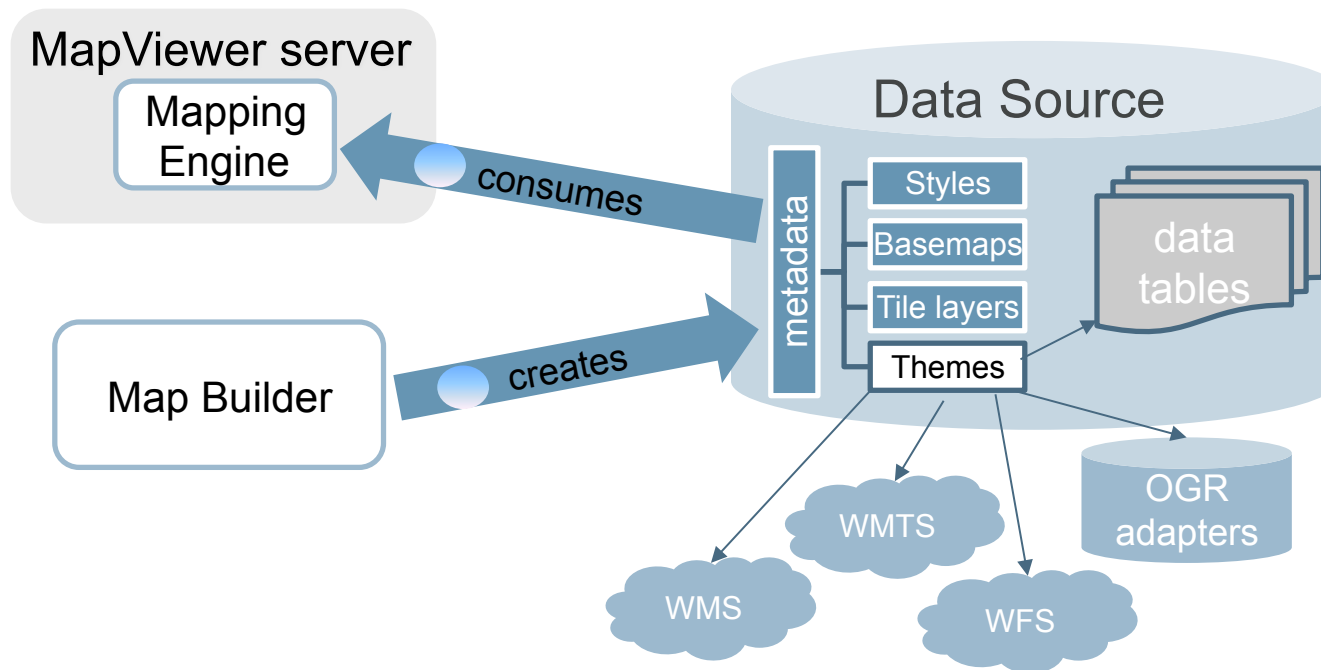 MapViewer server
Mapping
Engine
consumes
Map Builder
creates
Data Source
metadata
Styles
Basemaps
Tile layers
Themes
data
tables
OGR
adapters
WMTS
WMS
WFS